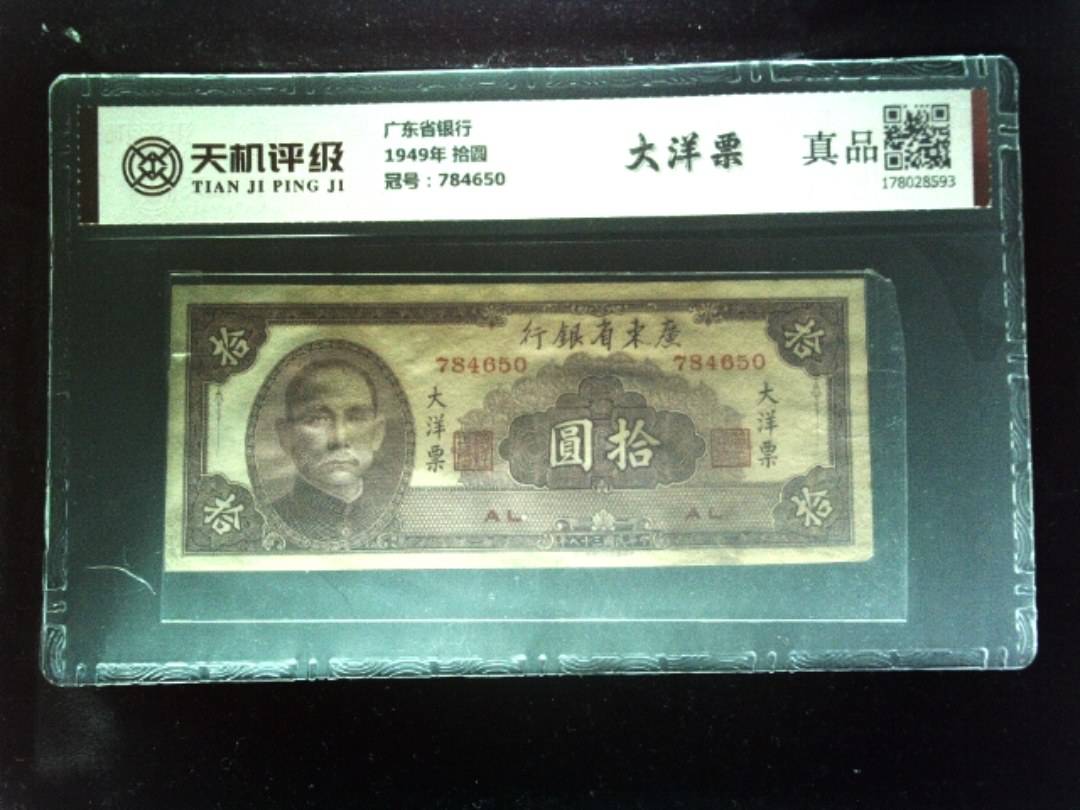 天机评级
TIAN JI PING JI
广东省银行
1949年 拾圆
冠号：784650
大洋票
真品
178028593
行銀省東廣
784650
784650
拾
拾
大洋票
大洋票
圓拾
AL
AL
拾
拾